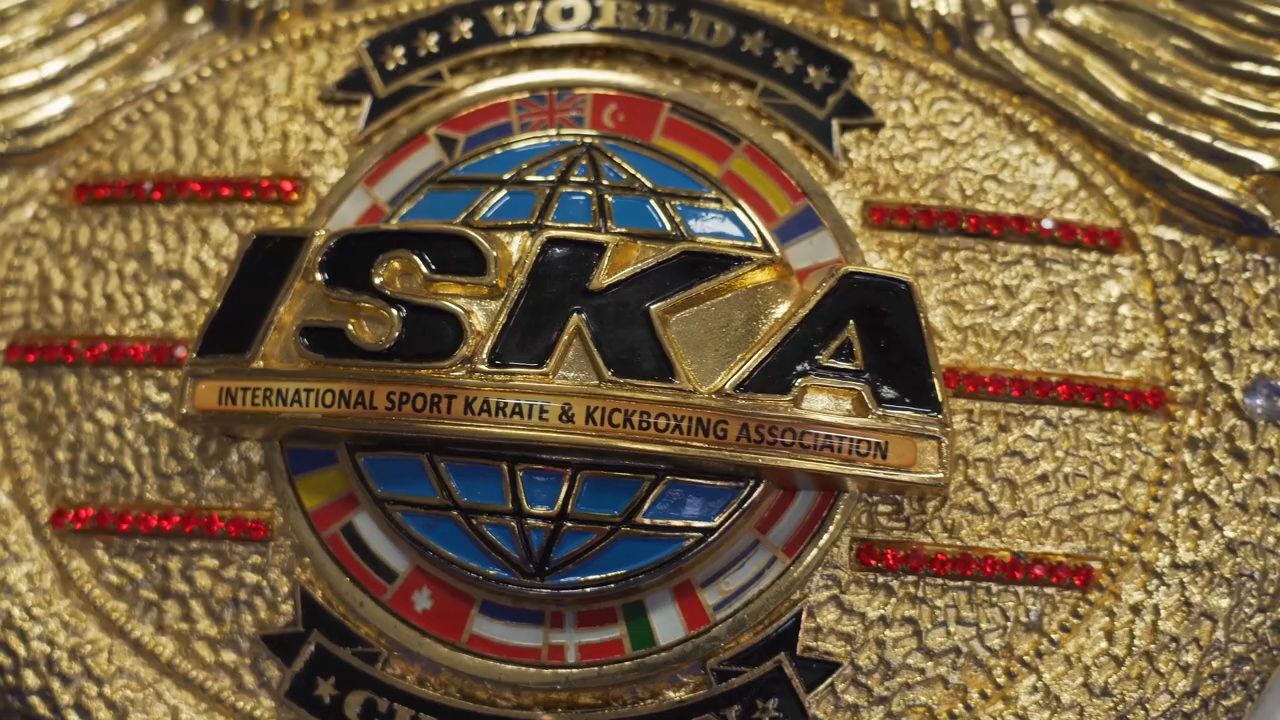 WORLD
ISKA
INTERNATIONAL SPORT KARATE & KICKBOXING ASSOCIATION